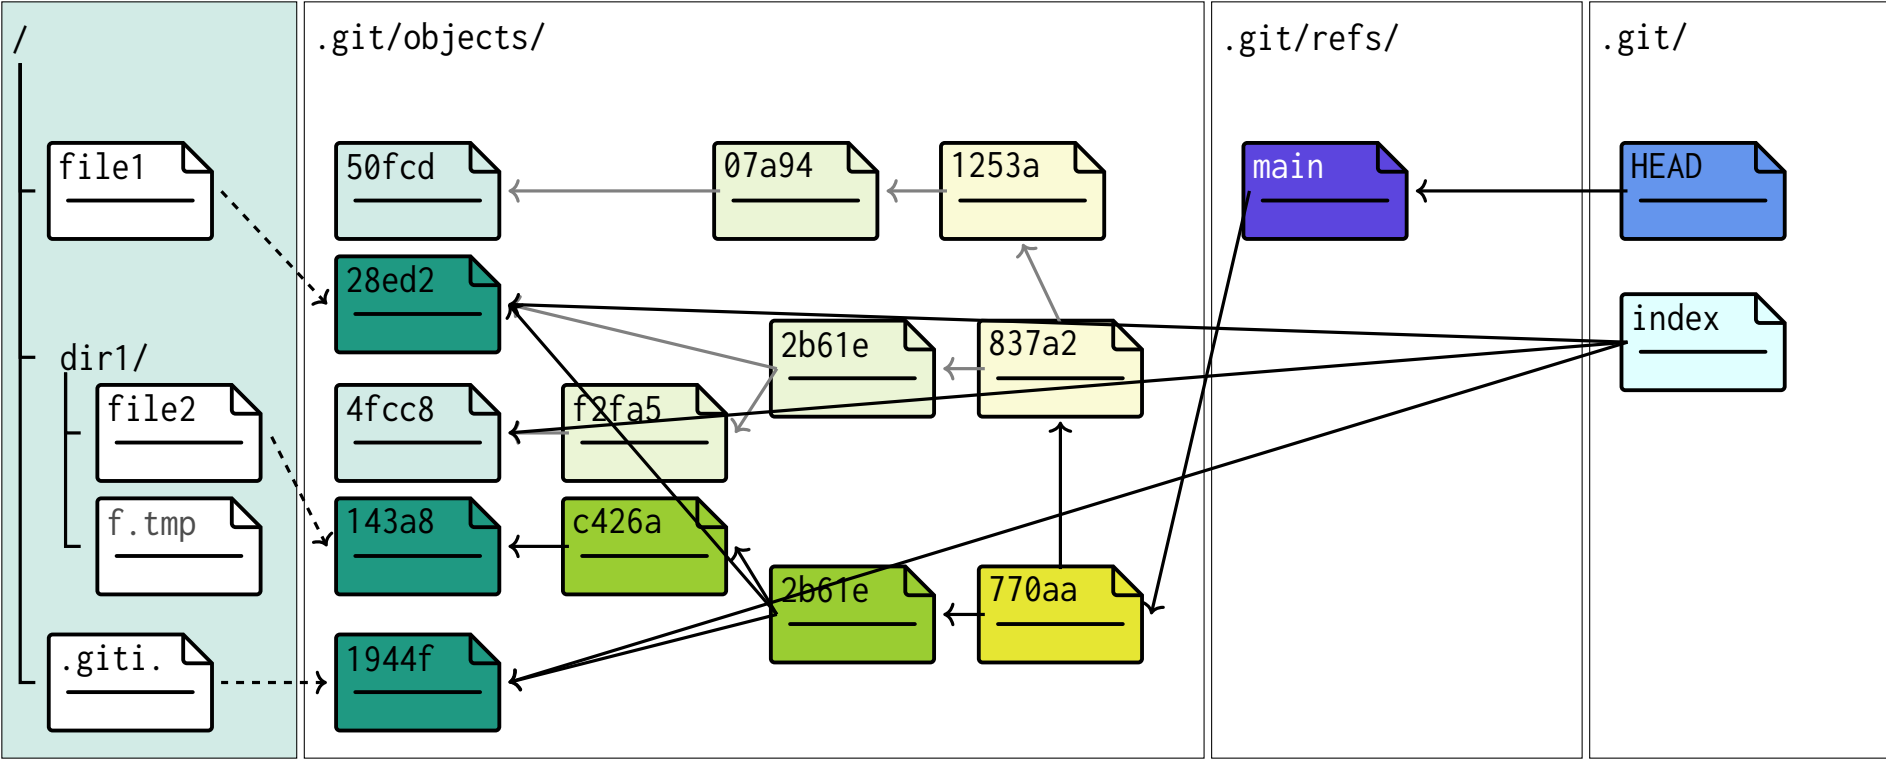 /
.git/objects/
.git/refs/
.git/
file1
50fcd
07a94
1253a
main
HEAD
28ed2
index
dir1/
2b61e
837a2
file2
4fcc8
f2fa5
f.tmp
143a8
c426a
2b61e
770aa
.giti.
1944f